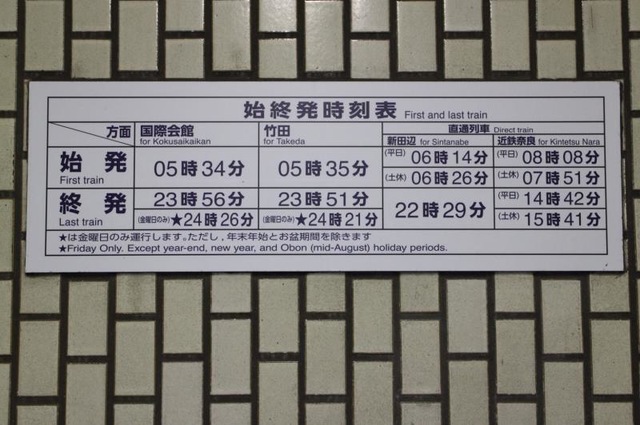 始終発時刻表 First and last train
方面 国際会館 for Kokusaikaikan 竹田 for Takeda 直通列車 Direct train
新田辺 for Sintanabe 近鉄奈良 for Kintetsu Nara
始発 First train 05時34分 05時35分 (平日) 06時14分 (平日) 08時08分
(土休) 06時26分 (土休) 07時51分
終発 Last train 23時56分 23時51分 22時29分 (平日) 14時42分
(金曜日のみ)★24時26分 (金曜日のみ)★24時21分 (土休) 15時41分
★は金曜日のみ運行します。ただし、年末年始とお盆期間を除きます
★Friday Only. Except year-end, new year, and Obon (mid-August) holiday periods.